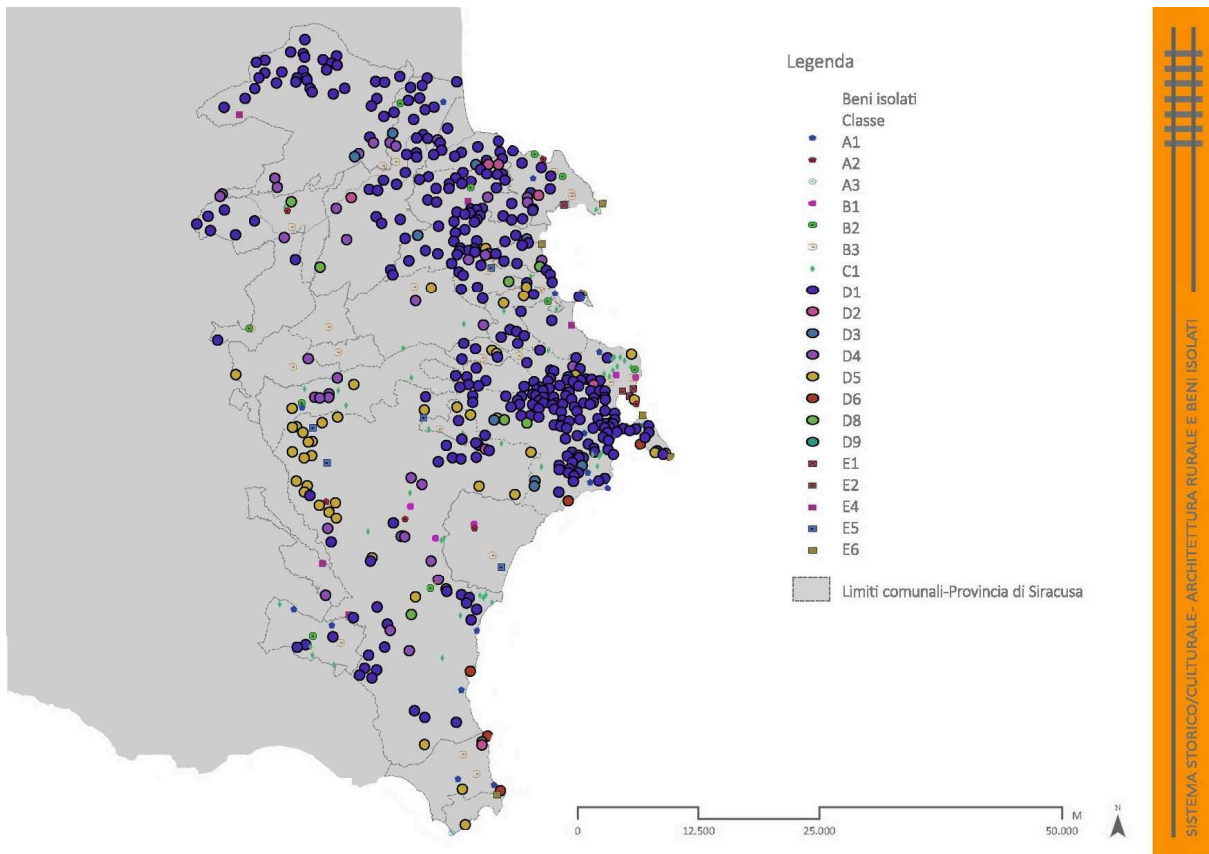 Legenda
Beni isolati
Classe
A1
A2
A3
B1
B2
B3
C1
D1
D2
D3
D4
D5
D6
D8
D9
E1
E2
E4
E5
E6
Limiti comunali-Provincia di Siracusa
M
N
0
12.500
25.000
50.000
SISTEMA STORICO/CULTURALE- ARCHITETTURA RURALE E BENI ISOLATI